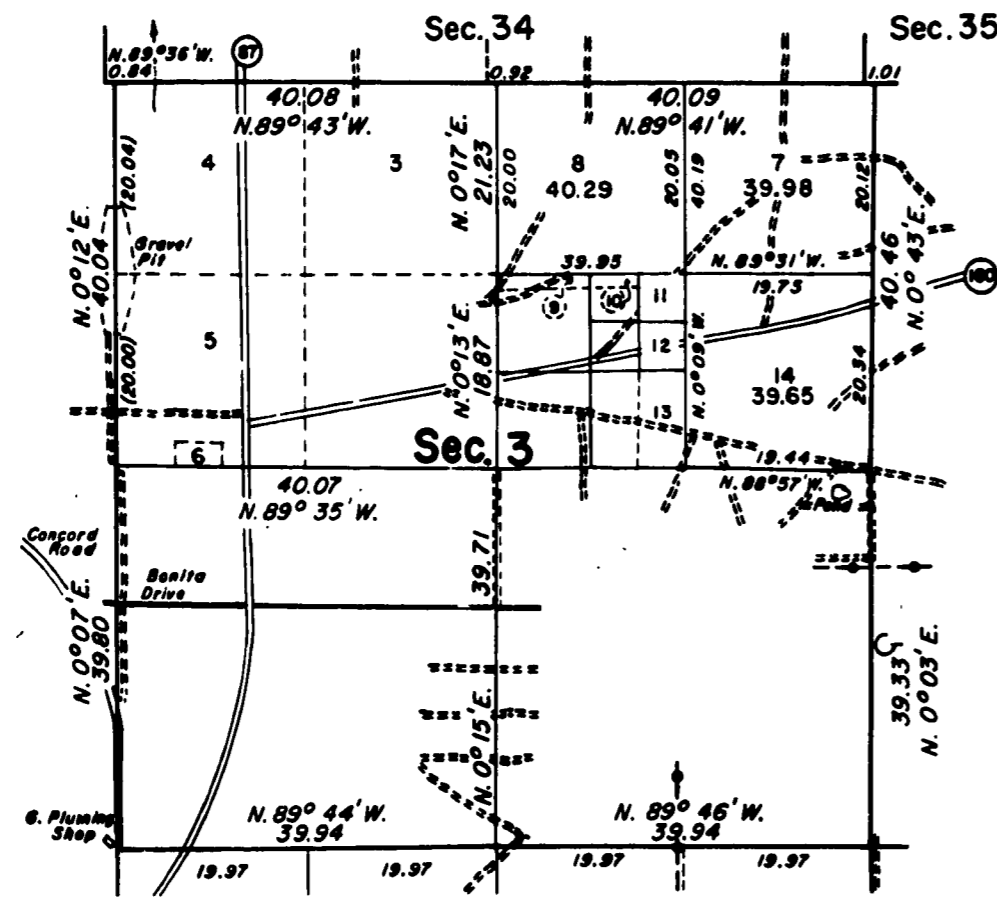 Sec. 34
Sec. 35
N. 89° 36' W.
0.84
87
0.92
1.01
40.08
N. 89° 43' W.
40.09
N. 89° 41' W.
4
3
8
40.29
7
39.98
N. 0° 17' E.
21.23
20.00
20.05
40.19
20.12
(20.04)
N. 0° 12' E.
40.04
(20.00)
Gravel
Pit
40.46
N. 0° 43' E.
180
39.95
N. 89° 31' W.
19.75
9
10
11
12
13
5
N. 0° 13' E.
18.87
N. 0° 09' W.
14
39.65
20.34
6
Sec. 3
19.44
N. 88° 57' W.
Pond
40.07
N. 89° 35' W.
Concord
Road
Bonita
Drive
39.71
N. 0° 07' E.
39.80
N. 0° 15' E.
39.33
N. 0° 03' E.
G. Pluming
Shop
N. 89° 44' W.
39.94
N. 89° 46' W.
39.94
19.97
19.97
19.97
19.97